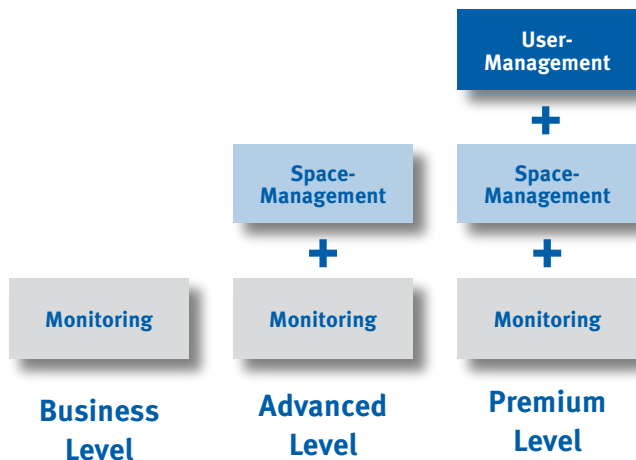 User-
Management
+
Space-
Management
Space-
Management
+
+
Monitoring
Monitoring
Monitoring
Business
Level
Advanced
Level
Premium
Level